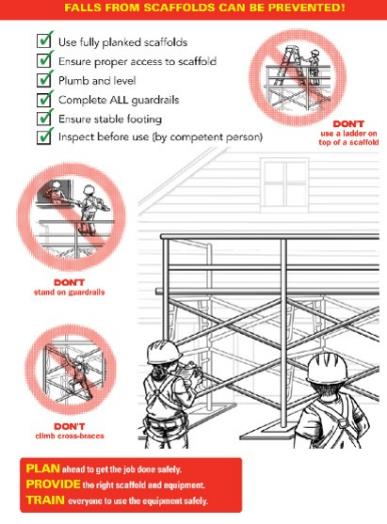 FALLS FROM SCAFFOLDS CAN BE PREVENTED!
Use fully planked scaffolds
Ensure proper access to scaffold
Plumb and level
Complete ALL guardrails
Ensure stable footing
Inspect before use (by competent person)
DON'T
use a ladder on
top of a scaffold
DON'T
stand on guardrails
DON'T
climb cross-braces
PLAN ahead to get the job done safely.
PROVIDE the right scaffold and equipment.
TRAIN everyone to use the equipment safely.